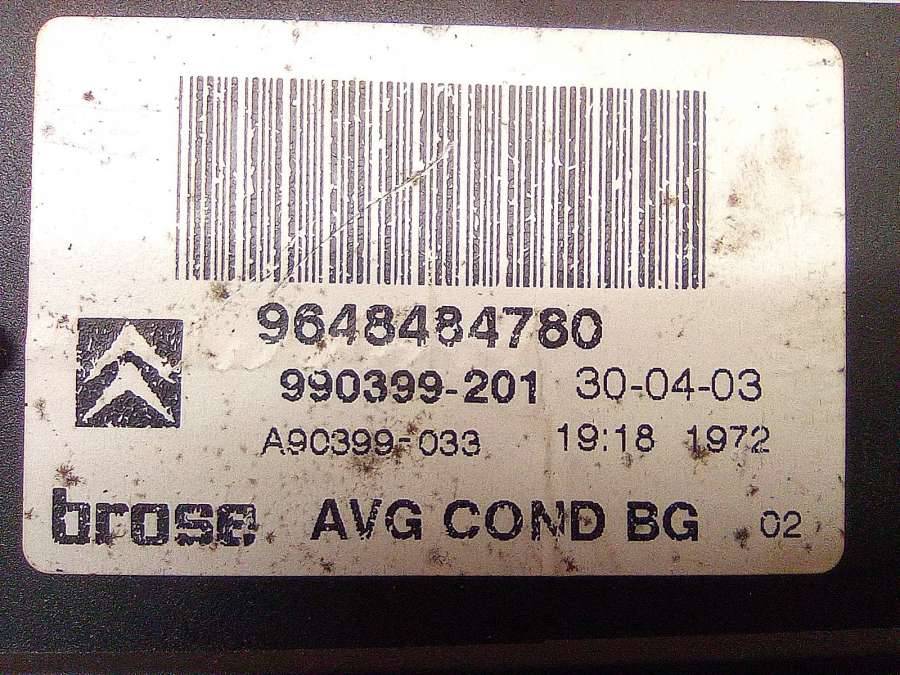 9648484780
990399-201 30-04-03
A90399-033 19:18 1972
brose AVG COND BG 02